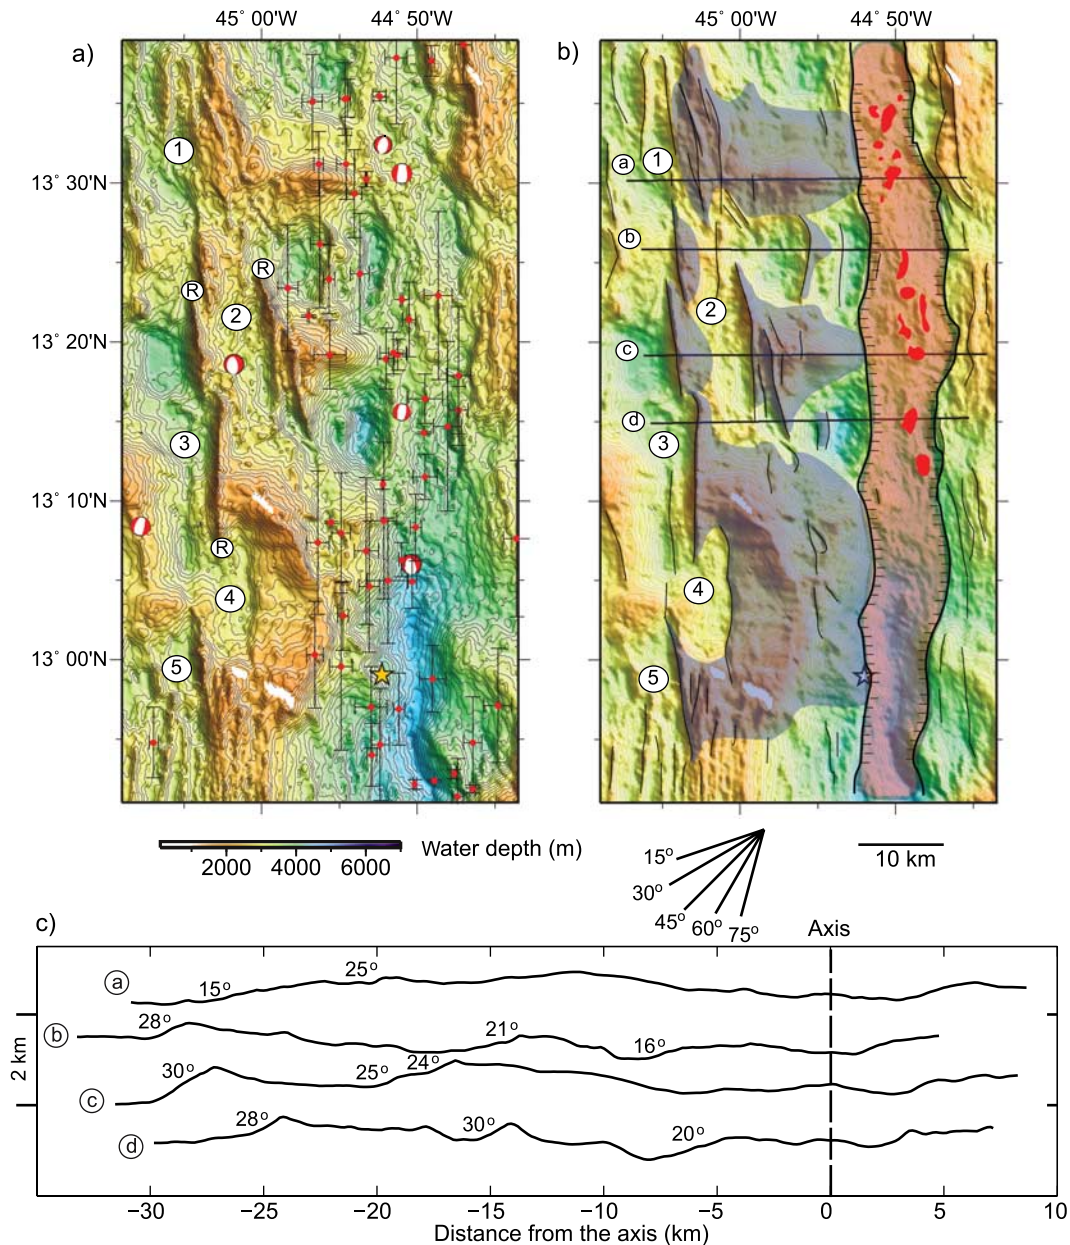 45° 00'W 44° 50'W 45° 00'W 44° 50'W
a) b)
13° 30'N
13° 20'N
13° 10'N
13° 00'N
1
R
R
2
3
R
4
5
a 1
b
2
c
d
3
4
5
2000 4000 6000 Water depth (m)
15°
30°
45°
60°
75°
10 km
c)
Axis
2 km
a 15° 25°
b 28° 21° 16°
c 30° 25° 24°
d 28° 30° 20°
−30 −25 −20 −15 −10 −5 0 5 10
Distance from the axis (km)